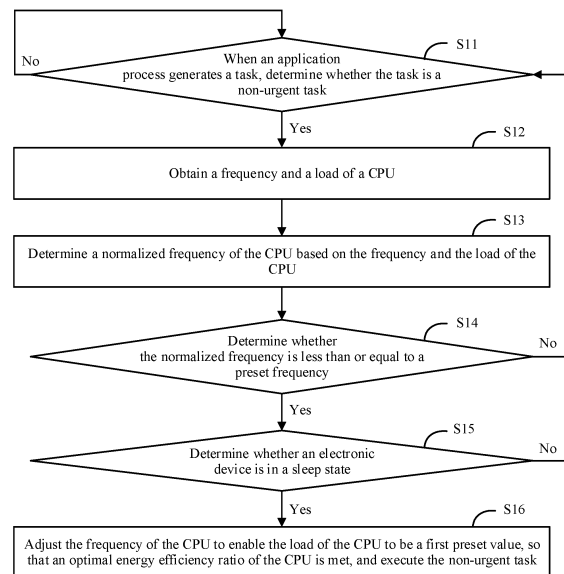 S11
No
When an application
process generates a task, determine whether the task is a
non-urgent task
Yes
S12
Obtain a frequency and a load of a CPU
S13
Determine a normalized frequency of the CPU based on the frequency and the load of the
CPU
S14
Determine whether
the normalized frequency is less than or equal to a
preset frequency
No
Yes
S15
Determine whether an electronic
device is in a sleep state
No
Yes
S16
Adjust the frequency of the CPU to enable the load of the CPU to be a first preset value, so
that an optimal energy efficiency ratio of the CPU is met, and execute the non-urgent task